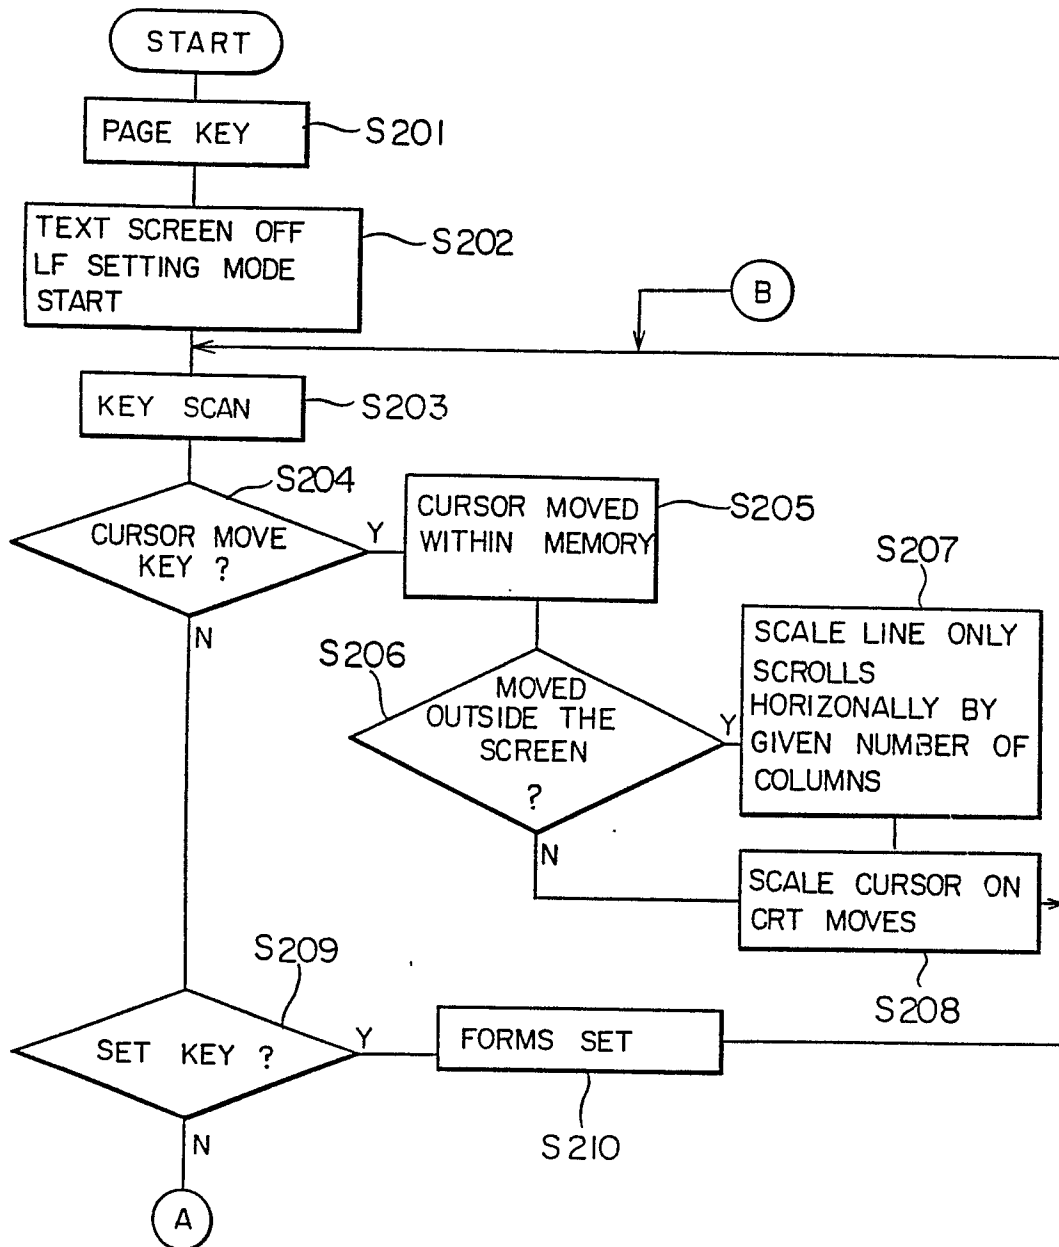 START
PAGE KEY
S201
TEXT SCREEN OFF
LF SETTING MODE
START
S202
B
KEY SCAN
S203
S204
CURSOR MOVE
KEY ?
Y
N
CURSOR MOVED
WITHIN MEMORY
S205
S206
MOVED
OUTSIDE THE
SCREEN
?
Y
N
S207
SCALE LINE ONLY
SCROLLS
HORIZONALLY BY
GIVEN NUMBER OF
COLUMNS
SCALE CURSOR ON
CRT MOVES
S208
S209
SET KEY ?
Y
N
FORMS SET
S210
A